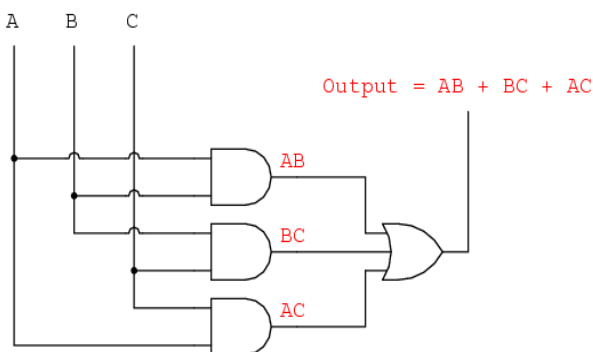 A B C
Output = AB + BC + AC
AB
BC
AC